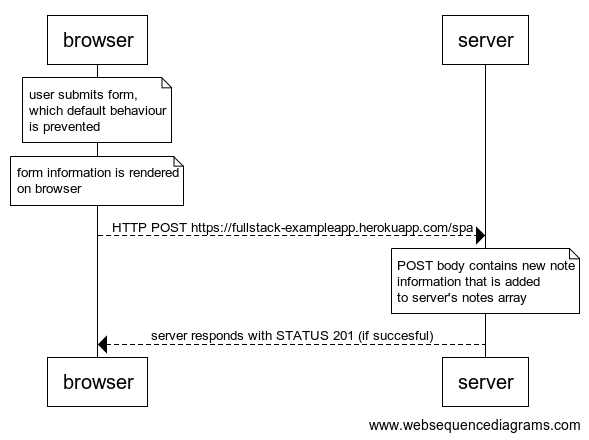 browser
server
user submits form,
which default behaviour
is prevented
form information is rendered
on browser
HTTP POST https://fullstack-exampleapp.herokuapp.com/spa
POST body contains new note
information that is added
to server's notes array
server responds with STATUS 201 (if succesful)
browser
server
www.websequencediagrams.com